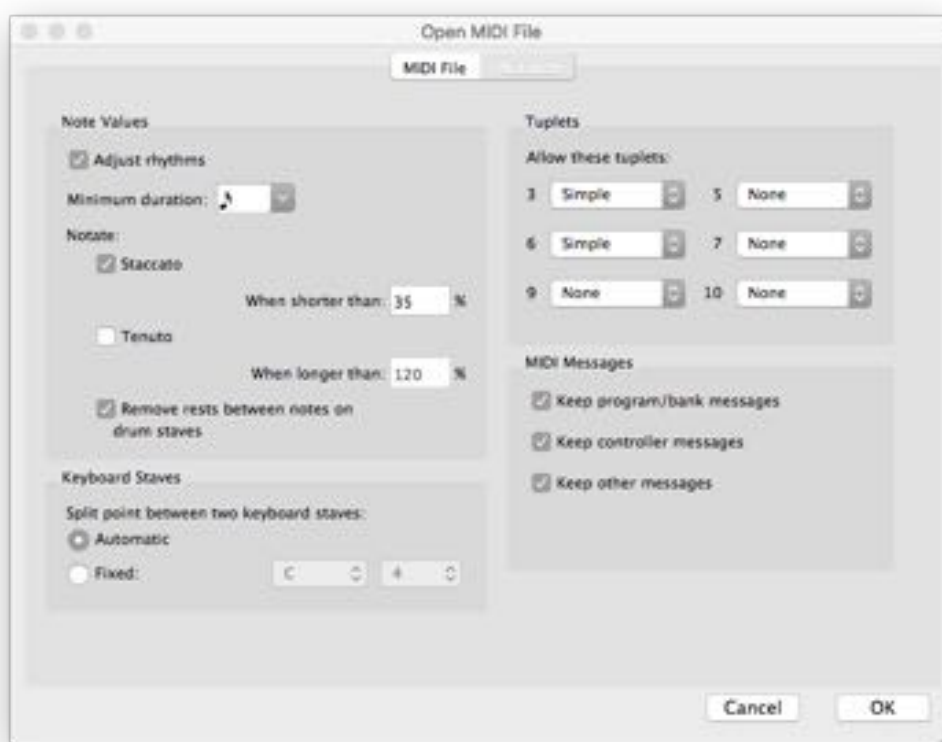 Open MIDI File
MIDI File
Note Values
Adjust rhythms
Minimum duration:
Notate:
Staccato
When shorter than: 35 %
Tenuto
When longer than: 120 %
Remove rests between notes on
drum staves
Keyboard Staves
Split point between two keyboard staves:
Automatic
Fixed: C 4
Tuplets
Allow these tuplets:
3 Simple 5 None
6 Simple 7 None
9 None 10 None
MIDI Messages
Keep program/bank messages
Keep controller messages
Keep other messages
Cancel OK